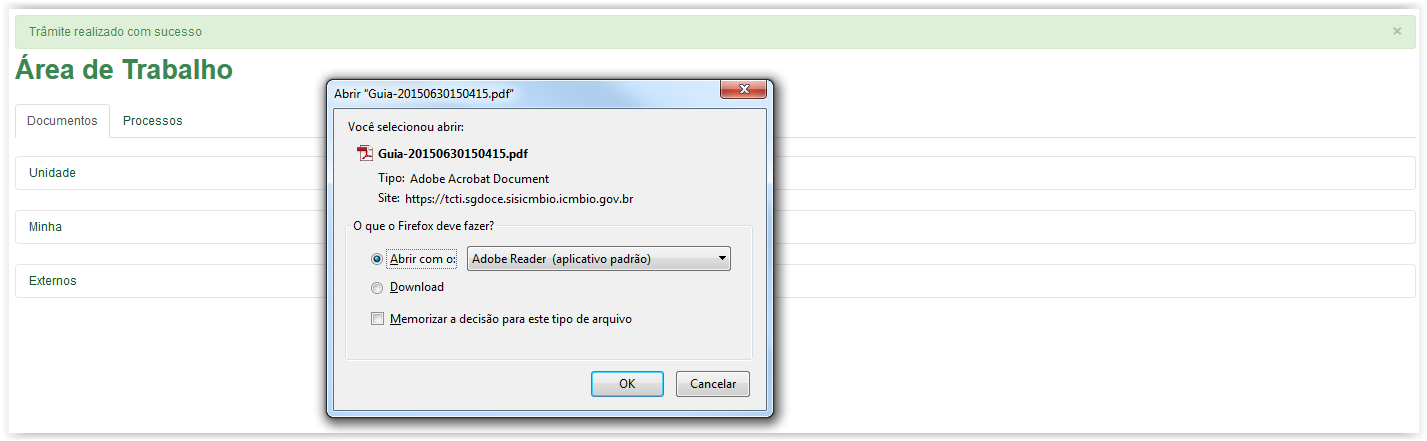 Trâmite realizado com sucesso ×
Área de Trabalho
Documentos Processos
Unidade
Minha
Externos
Abrir "Guia-20150630150415.pdf"
Você selecionou abrir:
Guia-20150630150415.pdf
Tipo: Adobe Acrobat Document
Site: https://tcti.sgdoce.sisicmbio.icmbio.gov.br
O que o Firefox deve fazer?
Abrir com o: Adobe Reader (aplicativo padrão)
Download
Memorizar a decisão para este tipo de arquivo
OK Cancelar